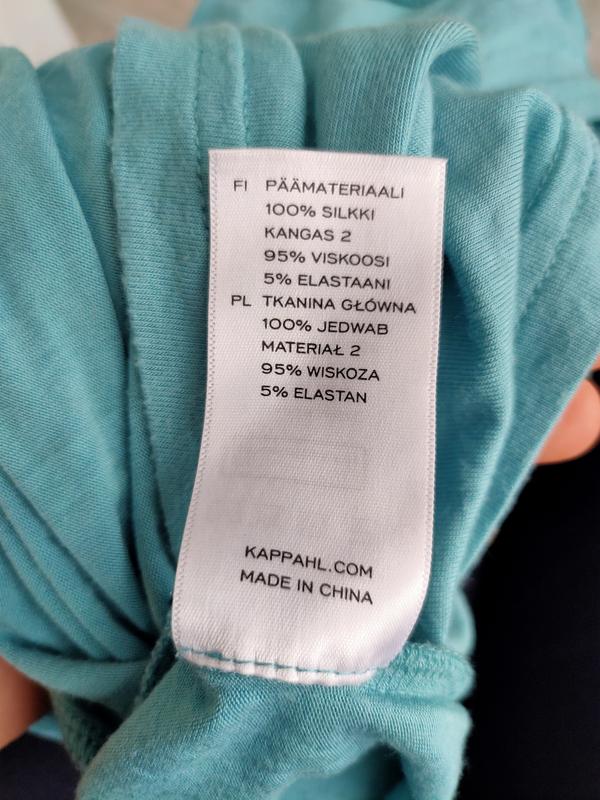 FI PÄÄMATERIAALI
100% SILKKI
KANGAS 2
95% VISKOOSI
5% ELASTAANI
PL TKANINA GŁÓWNA
100% JEDWAB
MATERIAŁ 2
95% WISKOZA
5% ELASTAN
KAPPAHL.COM
MADE IN CHINA